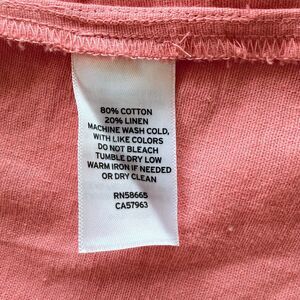 80% COTTON
20% LINEN
MACHINE WASH COLD,
WITH LIKE COLORS
DO NOT BLEACH
TUMBLE DRY LOW
WARM IRON IF NEEDED
OR DRY CLEAN
RN58665
CA57963